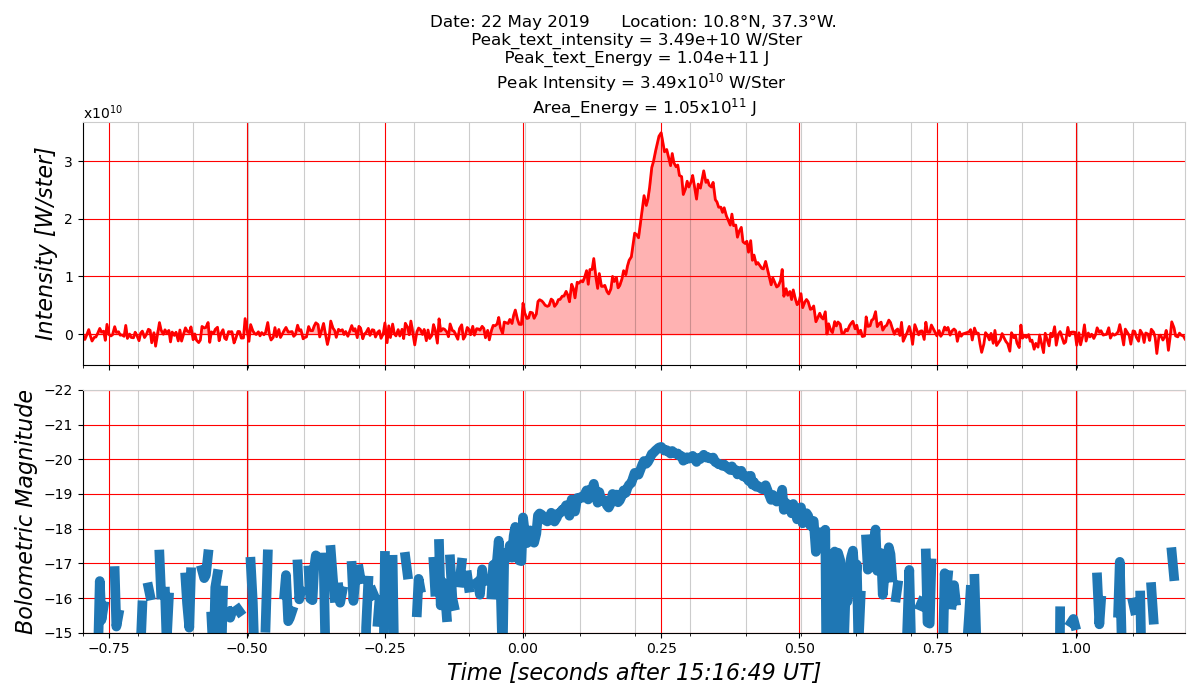 Date: 22 May 2019      Location: 10.8°N, 37.3°W.
Peak_text_intensity = 3.49e+10 W/Ster
Peak_text_Energy = 1.04e+11 J
Peak Intensity = 3.49x10¹⁰ W/Ster
Area_Energy = 1.05x10¹¹ J
x10¹⁰
Intensity [W/ster]
3
2
1
0
Bolometric Magnitude
−22
−21
−20
−19
−18
−17
−16
−15
−0.75 −0.50 −0.25 0.00 0.25 0.50 0.75 1.00
Time [seconds after 15:16:49 UT]